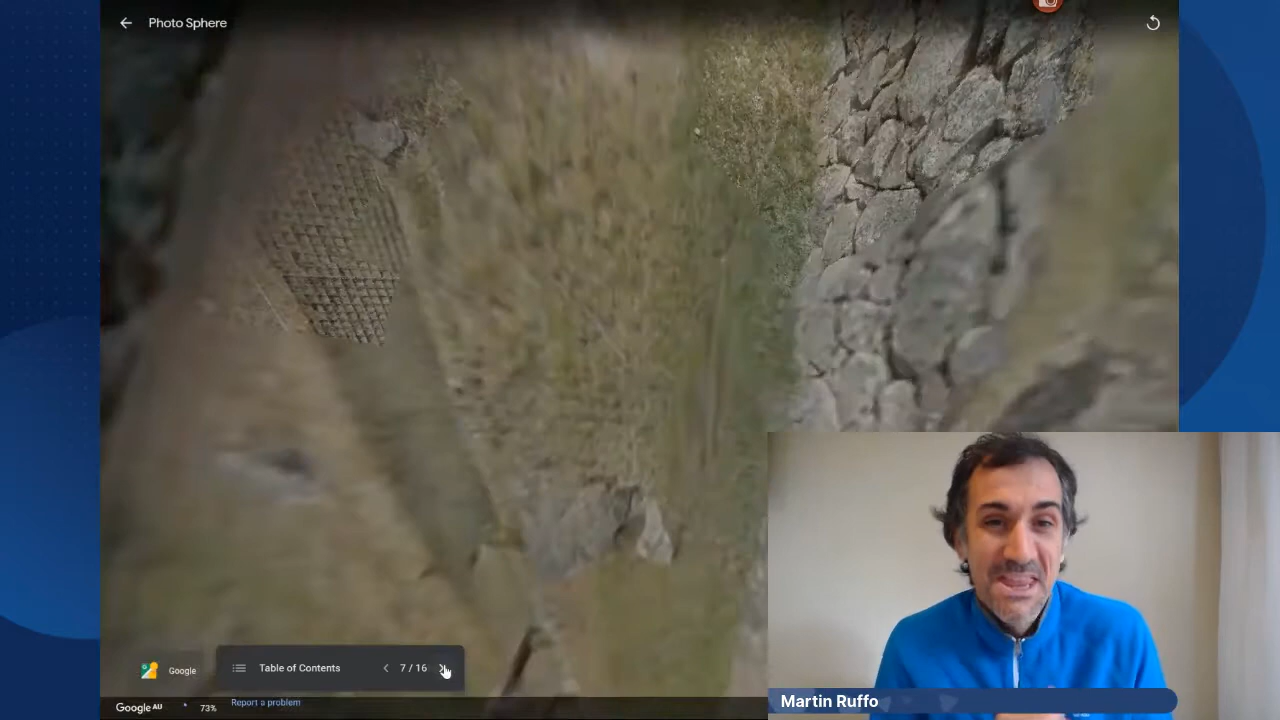 Photo Sphere
Google
Table of Contents
7 / 16
Report a problem
Google AU
73%
Martin Ruffo